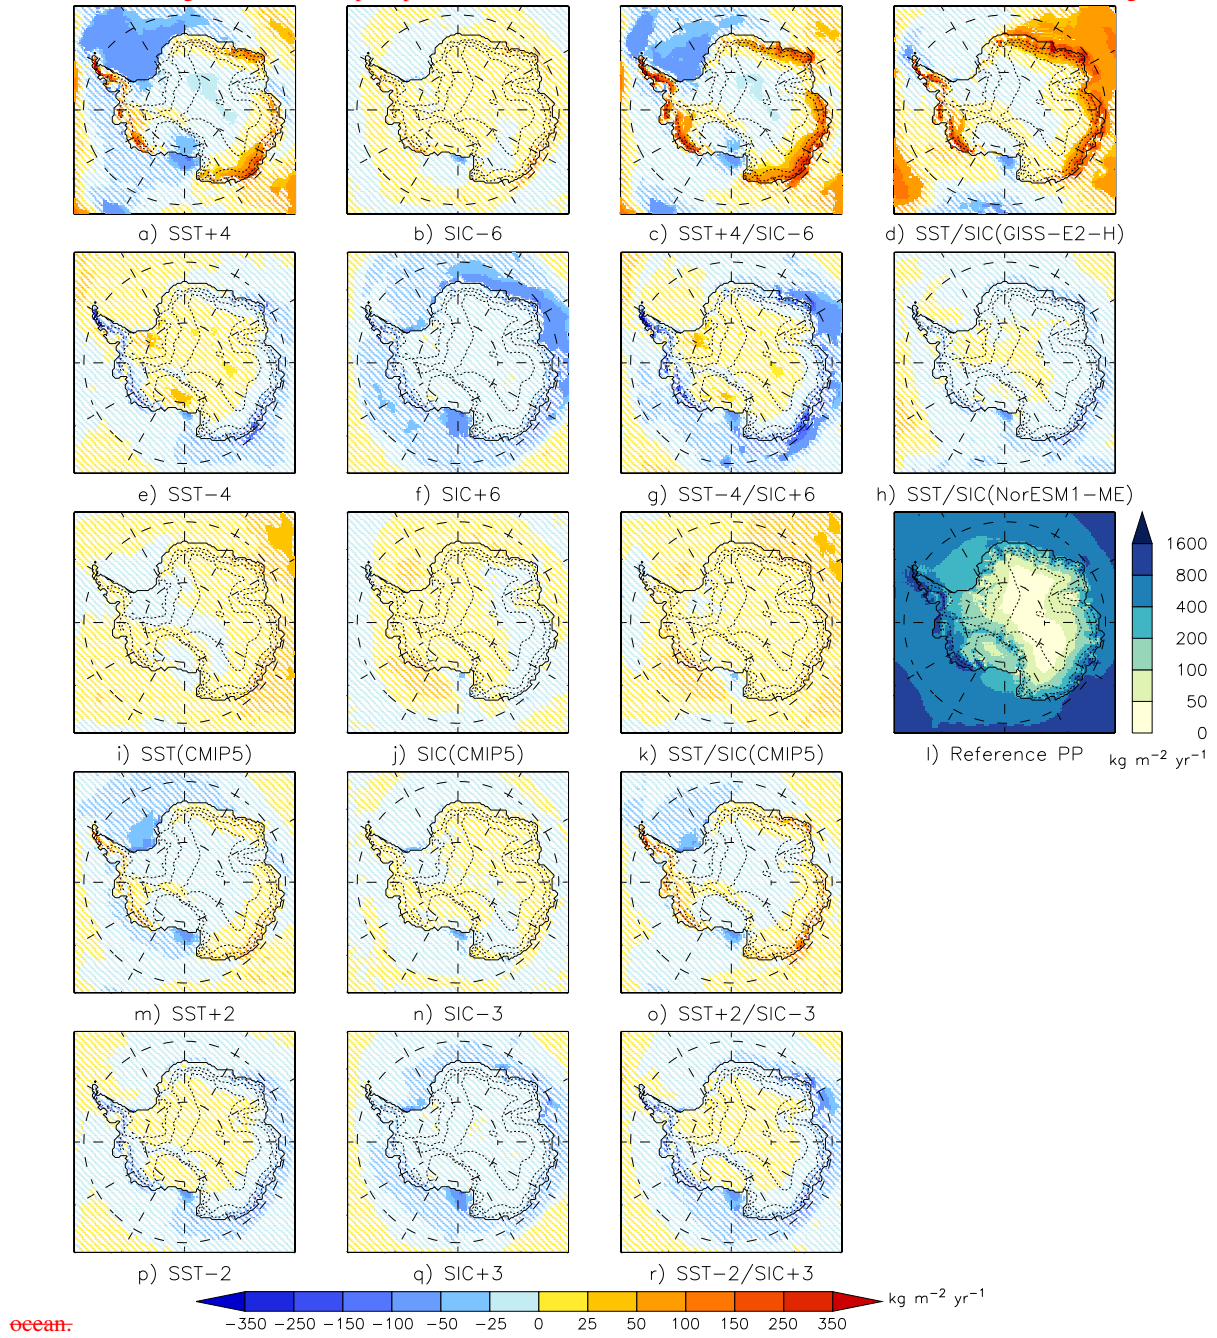 a) SST+4
b) SIC−6
c) SST+4/SIC−6
d) SST/SIC(GISS−E2−H)
e) SST−4
f) SIC+6
g) SST−4/SIC+6
h) SST/SIC(NorESM1−ME)
i) SST(CMIP5)
j) SIC(CMIP5)
k) SST/SIC(CMIP5)
l) Reference PP
1600
800
400
200
100
50
0
kg m−2 yr−1
m) SST+2
n) SIC−3
o) SST+2/SIC−3
p) SST−2
q) SIC+3
r) SST−2/SIC+3
kg m−2 yr−1
−350 −250 −150 −100 −50 −25 0 25 50 100 150 250 350
ocean.